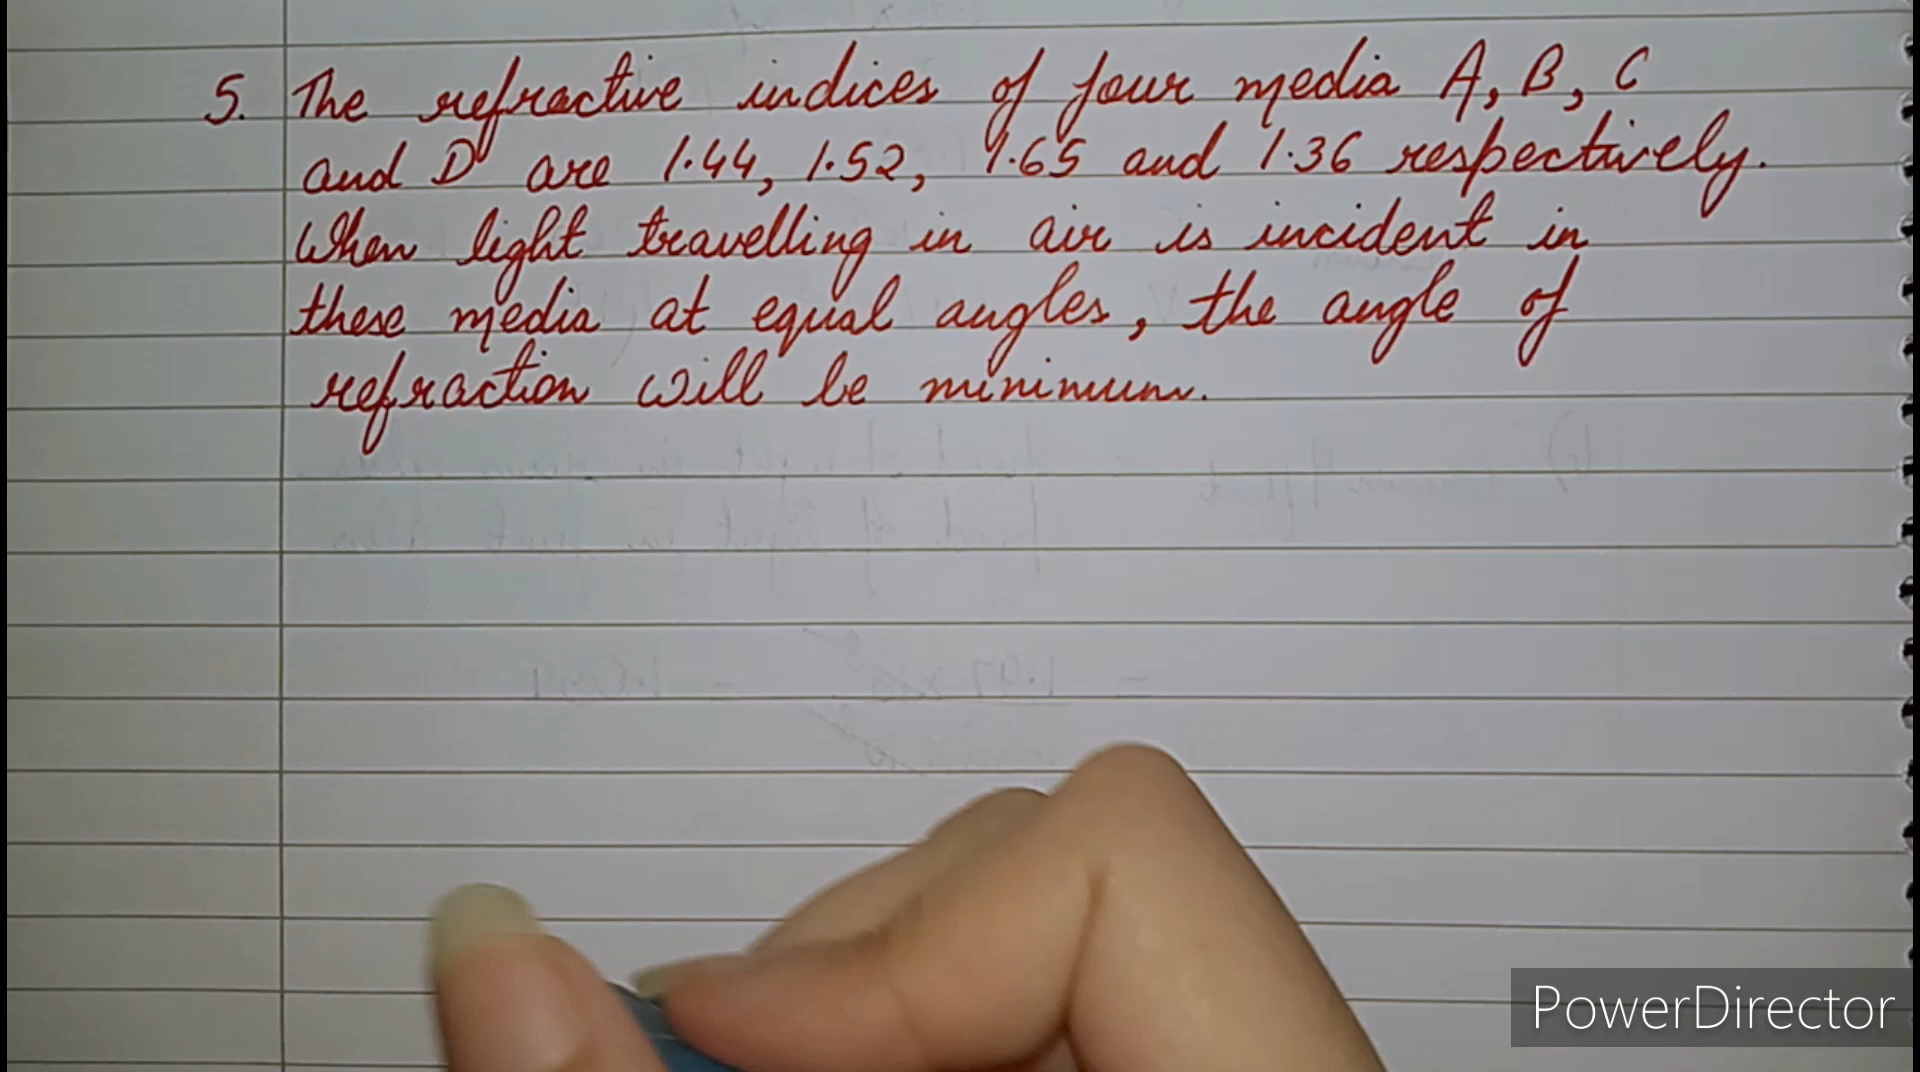 5. The refractive indices of four media A, B, C
and D are 1.44, 1.52, 1.65 and 1.36 respectively.
When light travelling in air is incident in
these media at equal angles, the angle of
refraction will be minimum.
PowerDirector